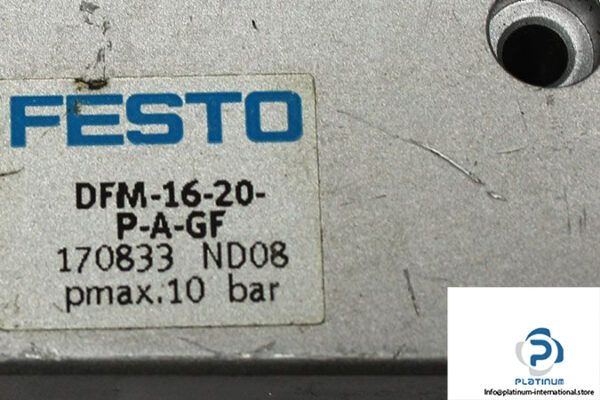 FESTO
DFM-16-20-
P-A-GF
170833 ND08
pmax.10 bar
PLATINUM
Info@platinum-international.store